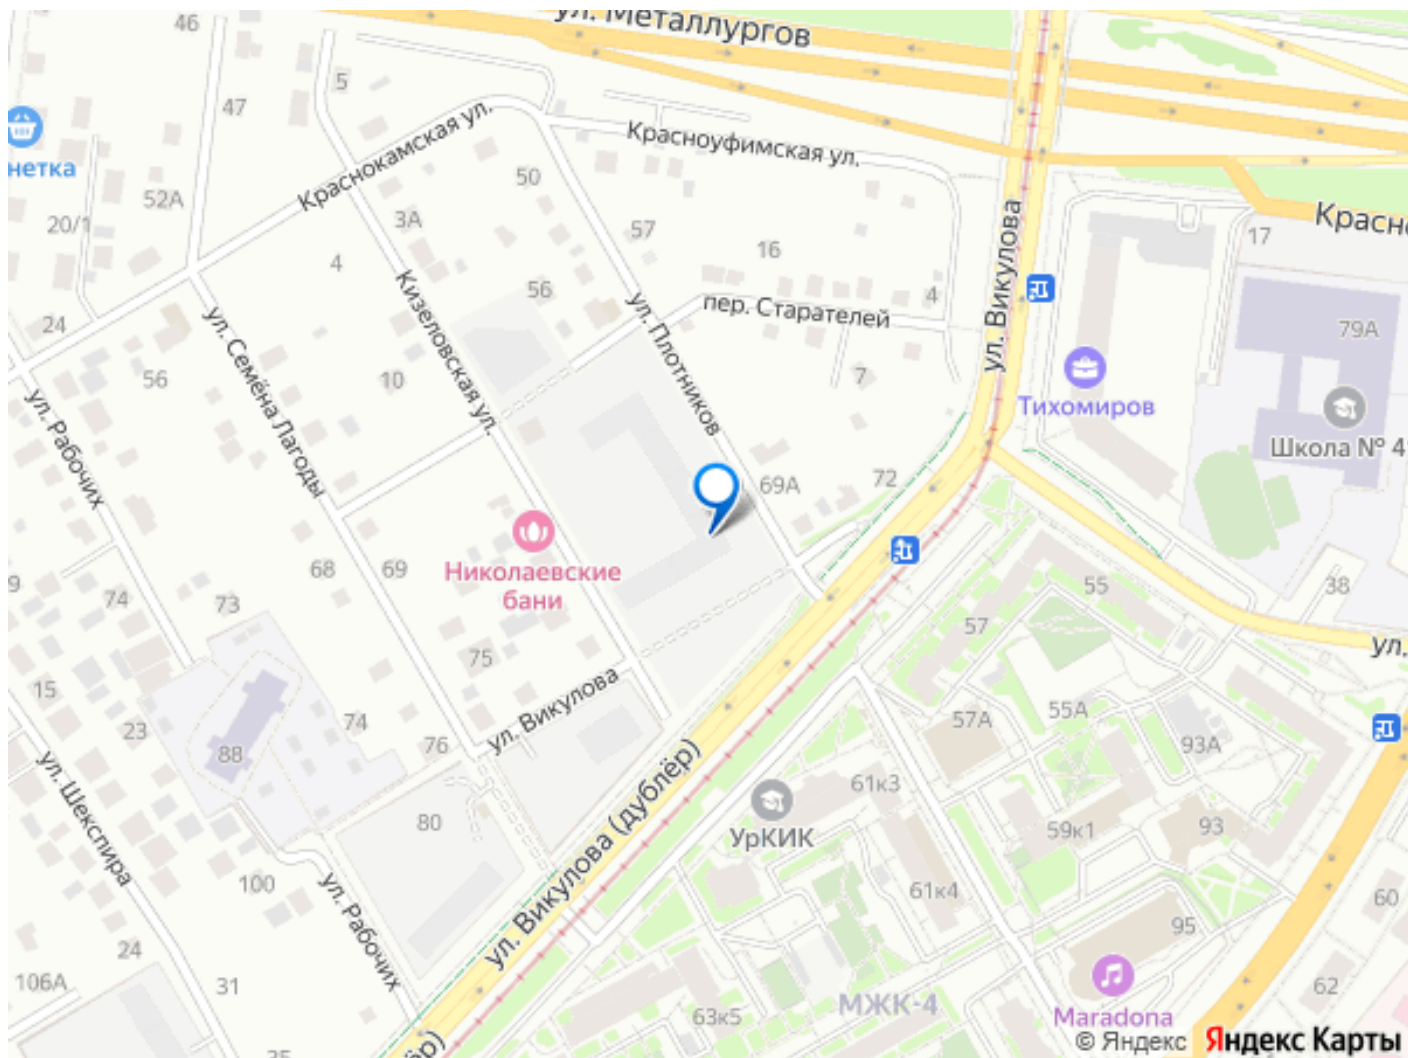 ул. Металлургов
46
5
47
Краснокамская ул.
Красноуфимская ул.
нетка
52А
50
20/1
3А
57
16
17
Красно
ул. Викулова
4
56
4
пер. Старателей
24
ул. Семёна Лагоды
Кизеловская ул.
ул. Плотников
79А
56
10
7
Тихомиров
ул. Рабочих
Школа № 4
69А
72
Николаевские
бани
68
69
74
73
55
38
57
ул.
75
15
23
74
76
ул. Викулова
57А
55А
93А
88
ул. Шекспира
ул. Викулова (дублёр)
61к3
80
УрКИК
59к1
93
100
ул. Рабочих
61к4
60
24
95
106А
31
МЖК-4
62
63к5
Maradona
© Яндекс Яндекс Карты